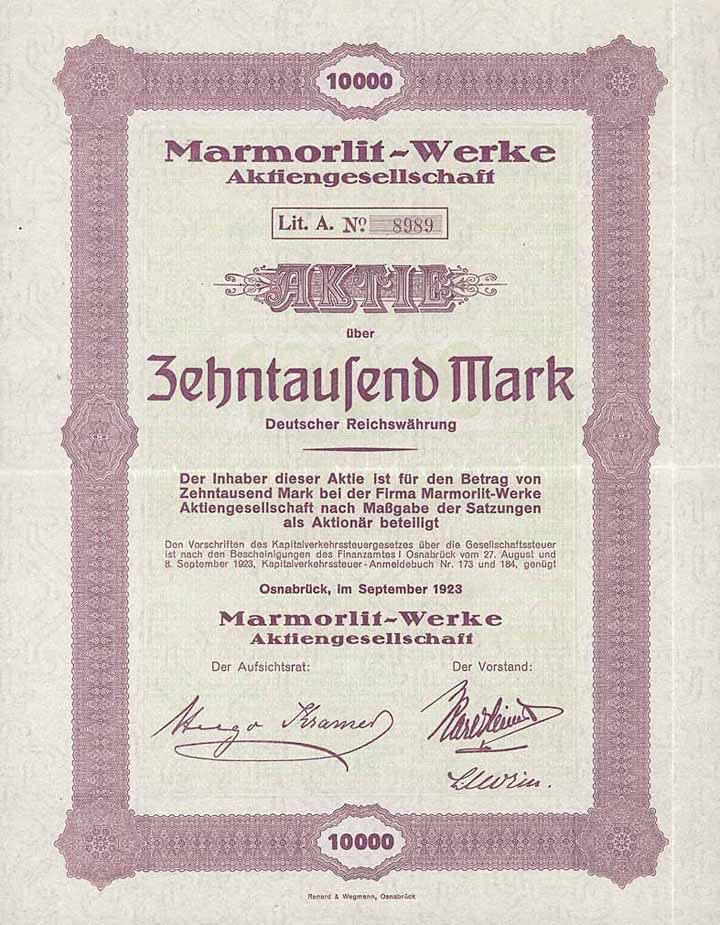 10000
Marmorlit-Werke
Aktiengesellschaft
Lit. A. Nº 8989
AKTIE
über
Zehntauſend Mark
Deutscher Reichswährung
Der Inhaber dieser Aktie ist für den Betrag von
Zehntausend Mark bei der Firma Marmorlit-Werke
Aktiengesellschaft nach Maßgabe der Satzungen
als Aktionär beteiligt
Den Vorschriften des Kapitalverkehrssteuergesetzes über die Gesellschaftssteuer
ist nach den Bescheinigungen des Finanzamtes I Osnabrück vom 27. August und
8. September 1923, Kapitalverkehrssteuer-Anmeldebuch Nr. 173 und 184, genügt
Osnabrück, im September 1923
Marmorlit-Werke
Aktiengesellschaft
Der Aufsichtsrat: Der Vorstand:
Hugo Kramer
10000
Renard & Wegmann, Osnabrück